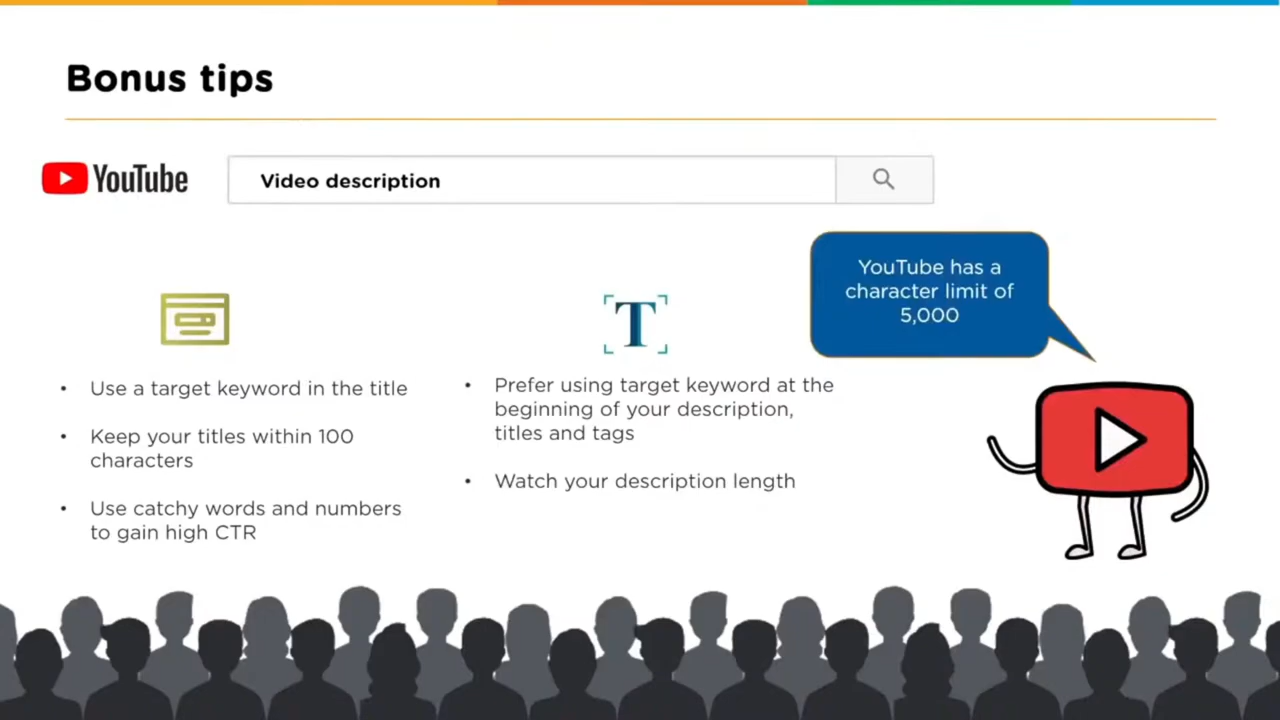 Bonus tips
YouTube
Video description
YouTube has a
character limit of
5,000
T
• Use a target keyword in the title
• Keep your titles within 100
characters
• Use catchy words and numbers
to gain high CTR
• Prefer using target keyword at the
beginning of your description,
titles and tags
• Watch your description length